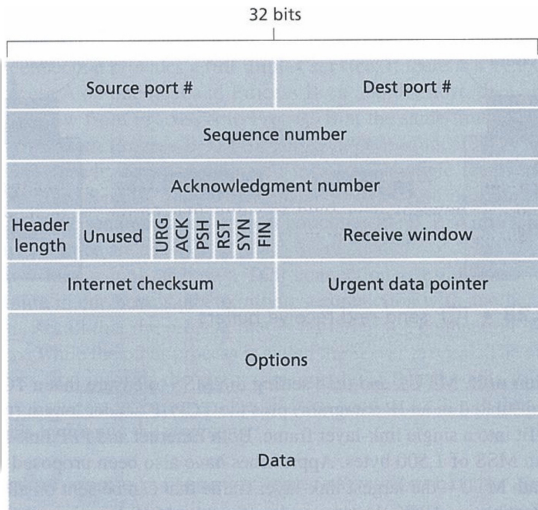 32 bits
Source port # Dest port #
Sequence number
Acknowledgment number
Header length Unused URG ACK PSH RST SYN FIN Receive window
Internet checksum Urgent data pointer
Options
Data